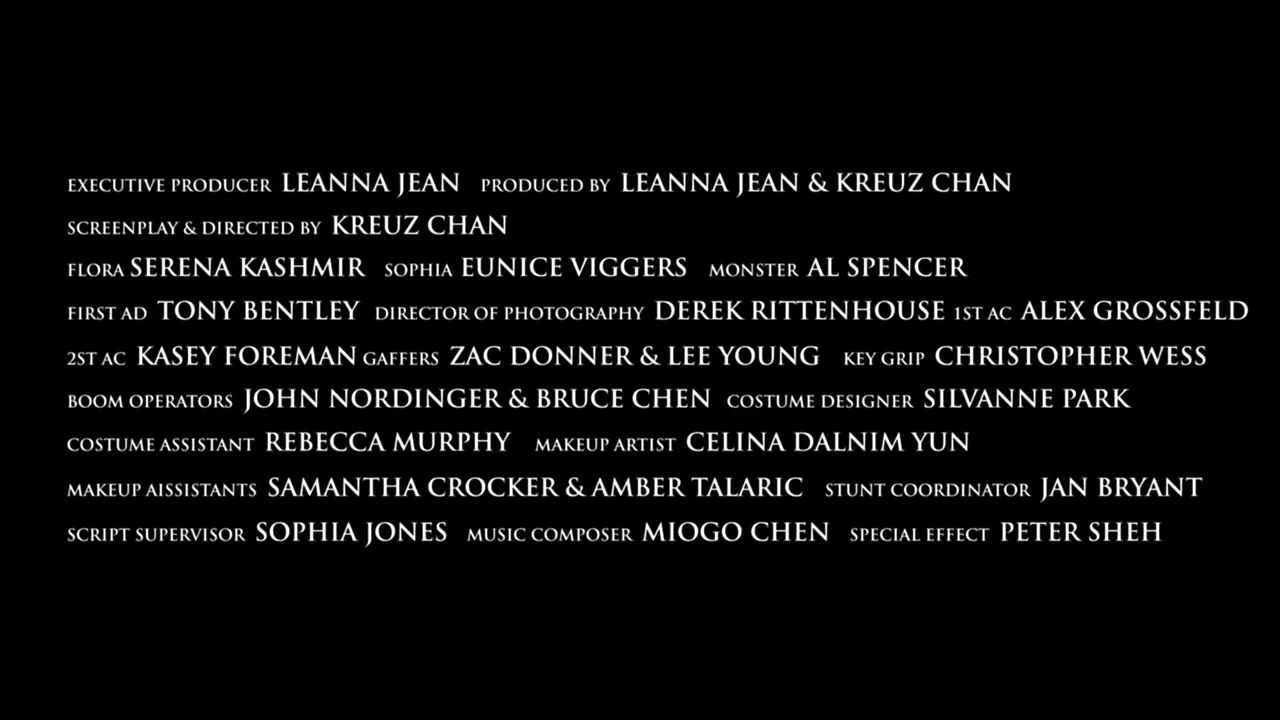 EXECUTIVE PRODUCER LEANNA JEAN PRODUCED BY LEANNA JEAN & KREUZ CHAN
SCREENPLAY & DIRECTED BY KREUZ CHAN
FLORA SERENA KASHMIR SOPHIA EUNICE VIGGERS MONSTER AL SPENCER
FIRST AD TONY BENTLEY DIRECTOR OF PHOTOGRAPHY DEREK RITTENHOUSE 1ST AC ALEX GROSSFELD
2ST AC KASEY FOREMAN GAFFERS ZAC DONNER & LEE YOUNG KEY GRIP CHRISTOPHER WESS
BOOM OPERATORS JOHN NORDINGER & BRUCE CHEN COSTUME DESIGNER SILVANNE PARK
COSTUME ASSISTANT REBECCA MURPHY MAKEUP ARTIST CELINA DALNIM YUN
MAKEUP AISSISTANTS SAMANTHA CROCKER & AMBER TALARIC STUNT COORDINATOR JAN BRYANT
SCRIPT SUPERVISOR SOPHIA JONES MUSIC COMPOSER MIOGO CHEN SPECIAL EFFECT PETER SHEH